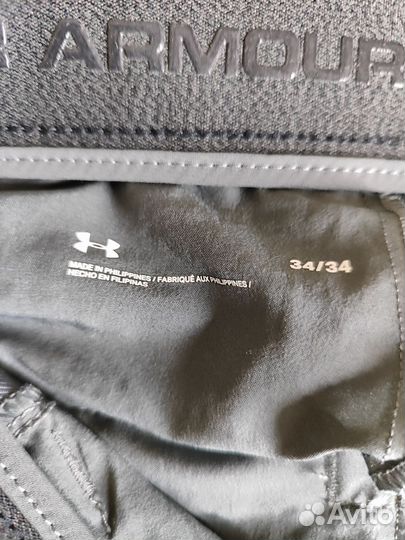 ARMOUR
MADE IN PHILIPPINES / FABRIQUÉ AUX PHILIPPINES /
HECHO EN FILIPINAS
34/34
Avito